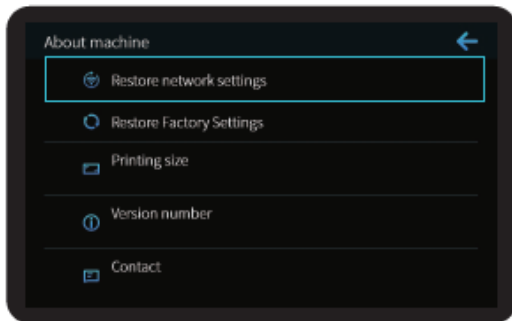 About machine
Restore network settings
Restore Factory Settings
Printing size
Version number
Contact